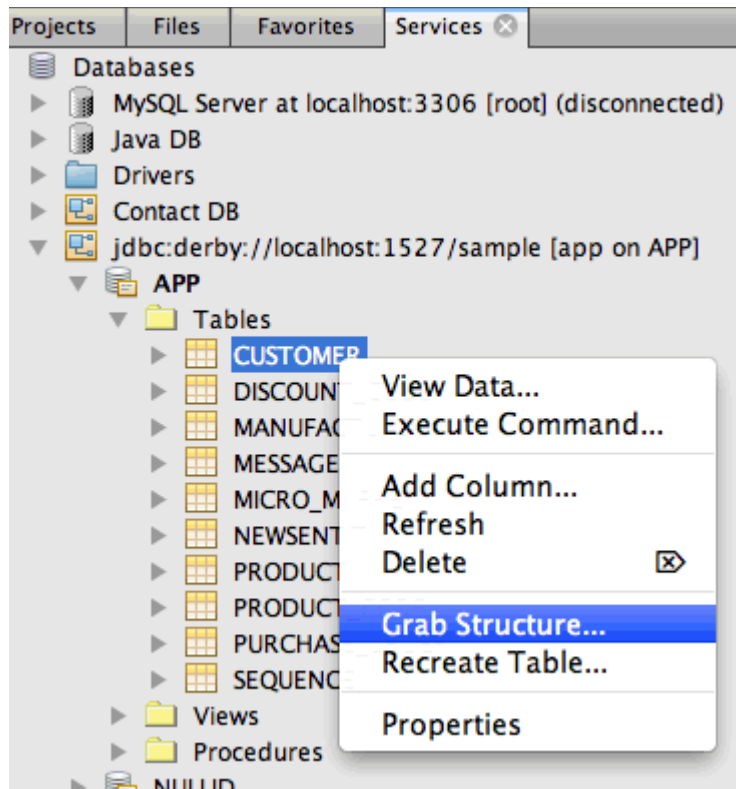 Projects Files Favorites Services
Databases
MySQL Server at localhost:3306 [root] (disconnected)
Java DB
Drivers
Contact DB
jdbc:derby://localhost:1527/sample [app on APP]
APP
Tables
CUSTOMER
DISCOUN
MANUFAC
MESSAGE
MICRO_M
NEWSENT
PRODUCT
PRODUCT
PURCHAS
SEQUENC
Views
Procedures
View Data...
Execute Command...
Add Column...
Refresh
Delete
Grab Structure...
Recreate Table...
Properties